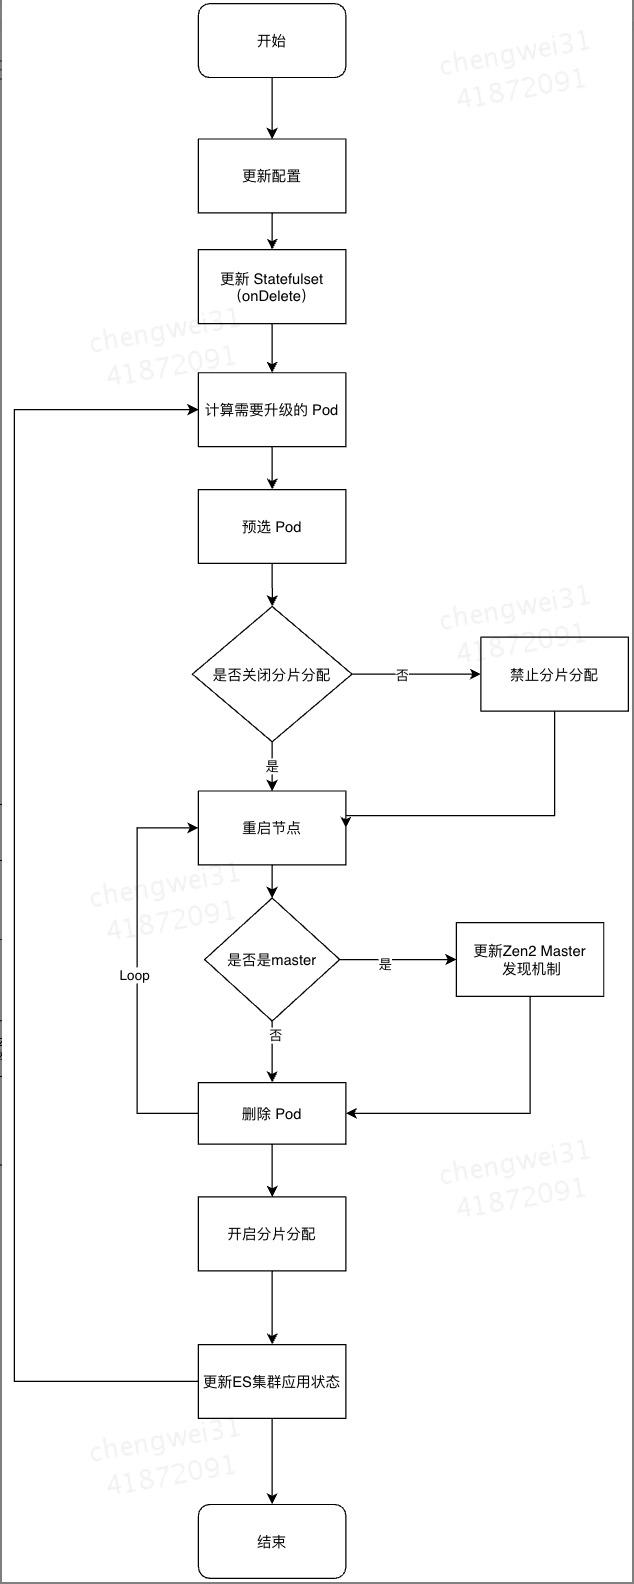 开始
chengwei31
41872091
更新配置
更新 Statefulset
（onDelete）
chengwei31
41872091
计算需要升级的 Pod
预选 Pod
chengwei31
41872091
是否关闭分片分配
否
禁止分片分配
是
重启节点
chengwei31
41872091
是否是master
是
更新Zen2 Master
发现机制
Loop
否
删除 Pod
chengwei31
41872091
开启分片分配
更新ES集群应用状态
chengwei31
41872091
结束